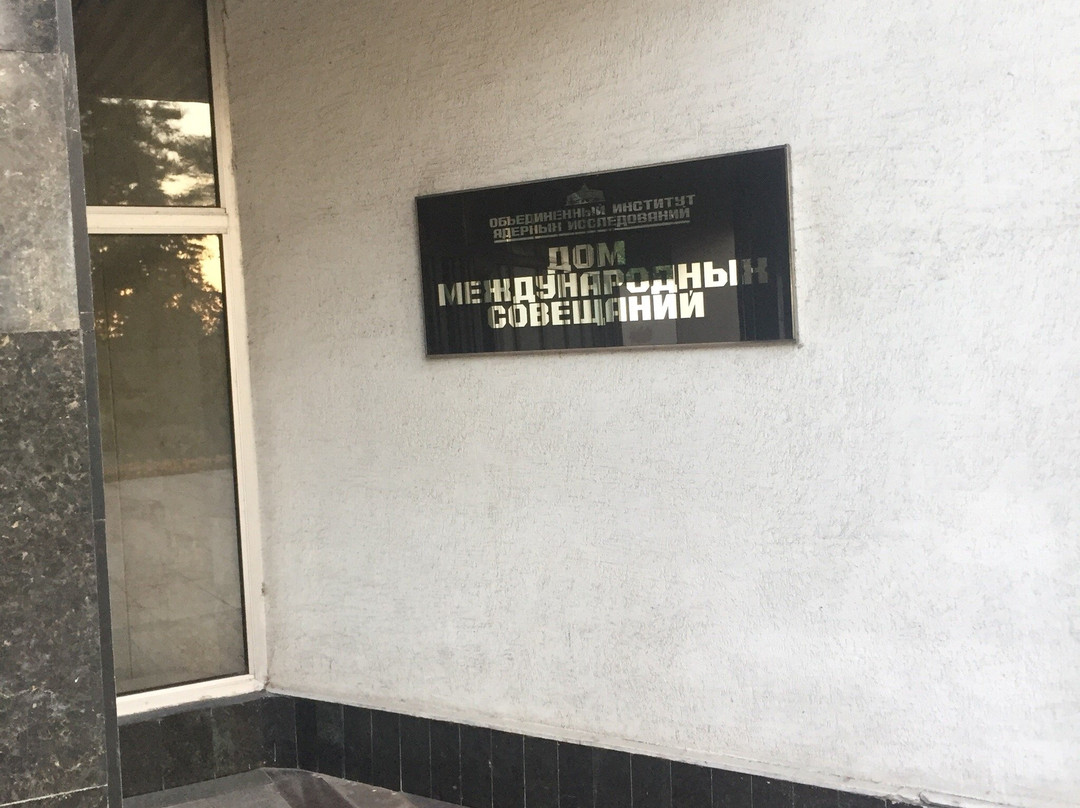 ОБЪЕДИНЕННЫЙ ИНСТИТУТ
ЯДЕРНЫХ ИССЛЕДОВАНИЙ
ДОМ
МЕЖДУНАРОДНЫХ
СОВЕЩАНИЙ